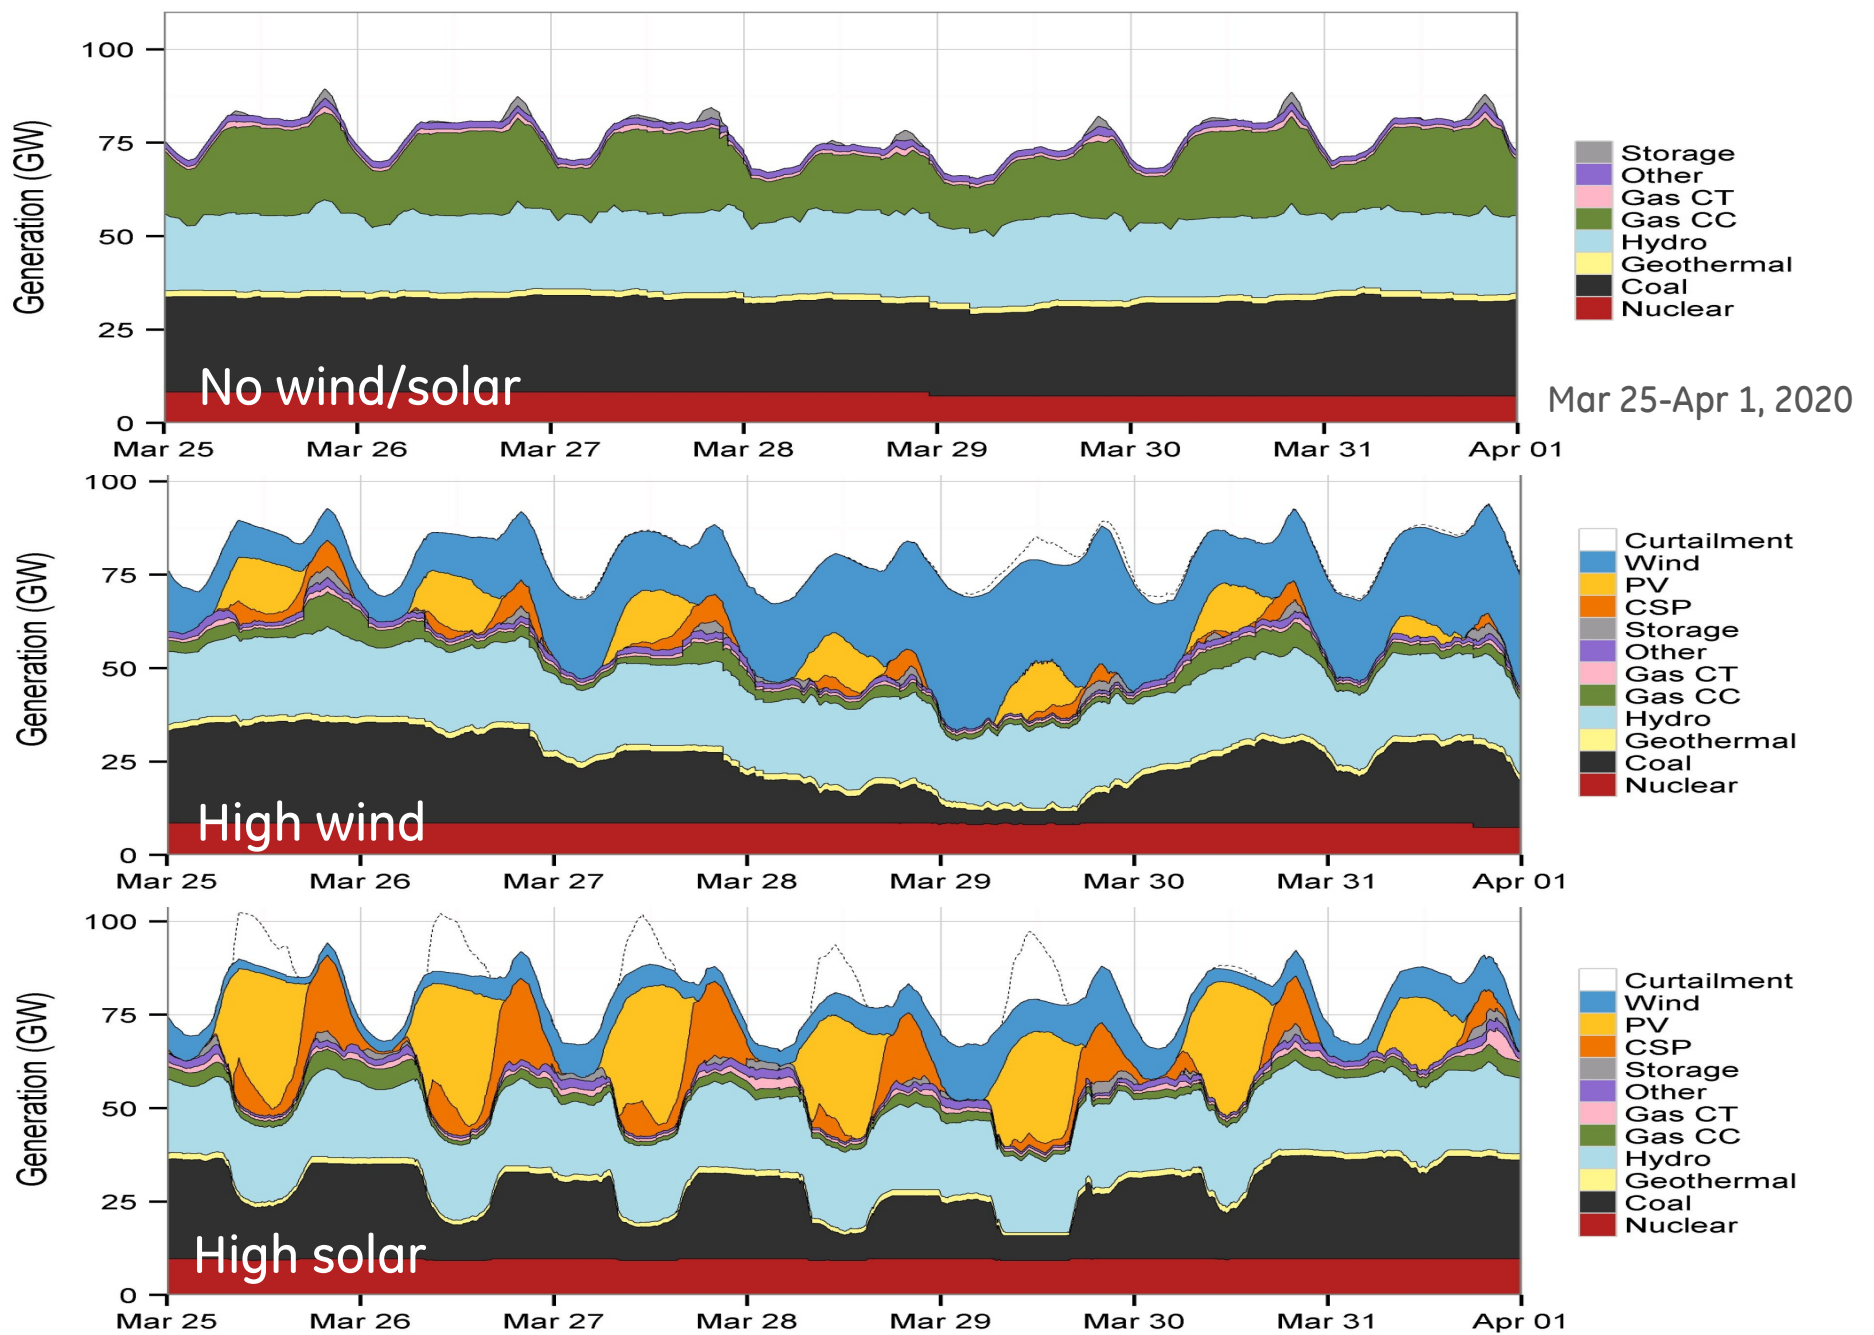 Generation (GW)
100
75
50
25
0
No wind/solar
Mar 25 Mar 26 Mar 27 Mar 28 Mar 29 Mar 30 Mar 31 Apr 01
Storage
Other
Gas CT
Gas CC
Hydro
Geothermal
Coal
Nuclear
Mar 25-Apr 1, 2020
Generation (GW)
100
75
50
25
0
High wind
Mar 25 Mar 26 Mar 27 Mar 28 Mar 29 Mar 30 Mar 31 Apr 01
Curtailment
Wind
PV
CSP
Storage
Other
Gas CT
Gas CC
Hydro
Geothermal
Coal
Nuclear
Generation (GW)
100
75
50
25
0
High solar
Mar 25 Mar 26 Mar 27 Mar 28 Mar 29 Mar 30 Mar 31 Apr 01
Curtailment
Wind
PV
CSP
Storage
Other
Gas CT
Gas CC
Hydro
Geothermal
Coal
Nuclear